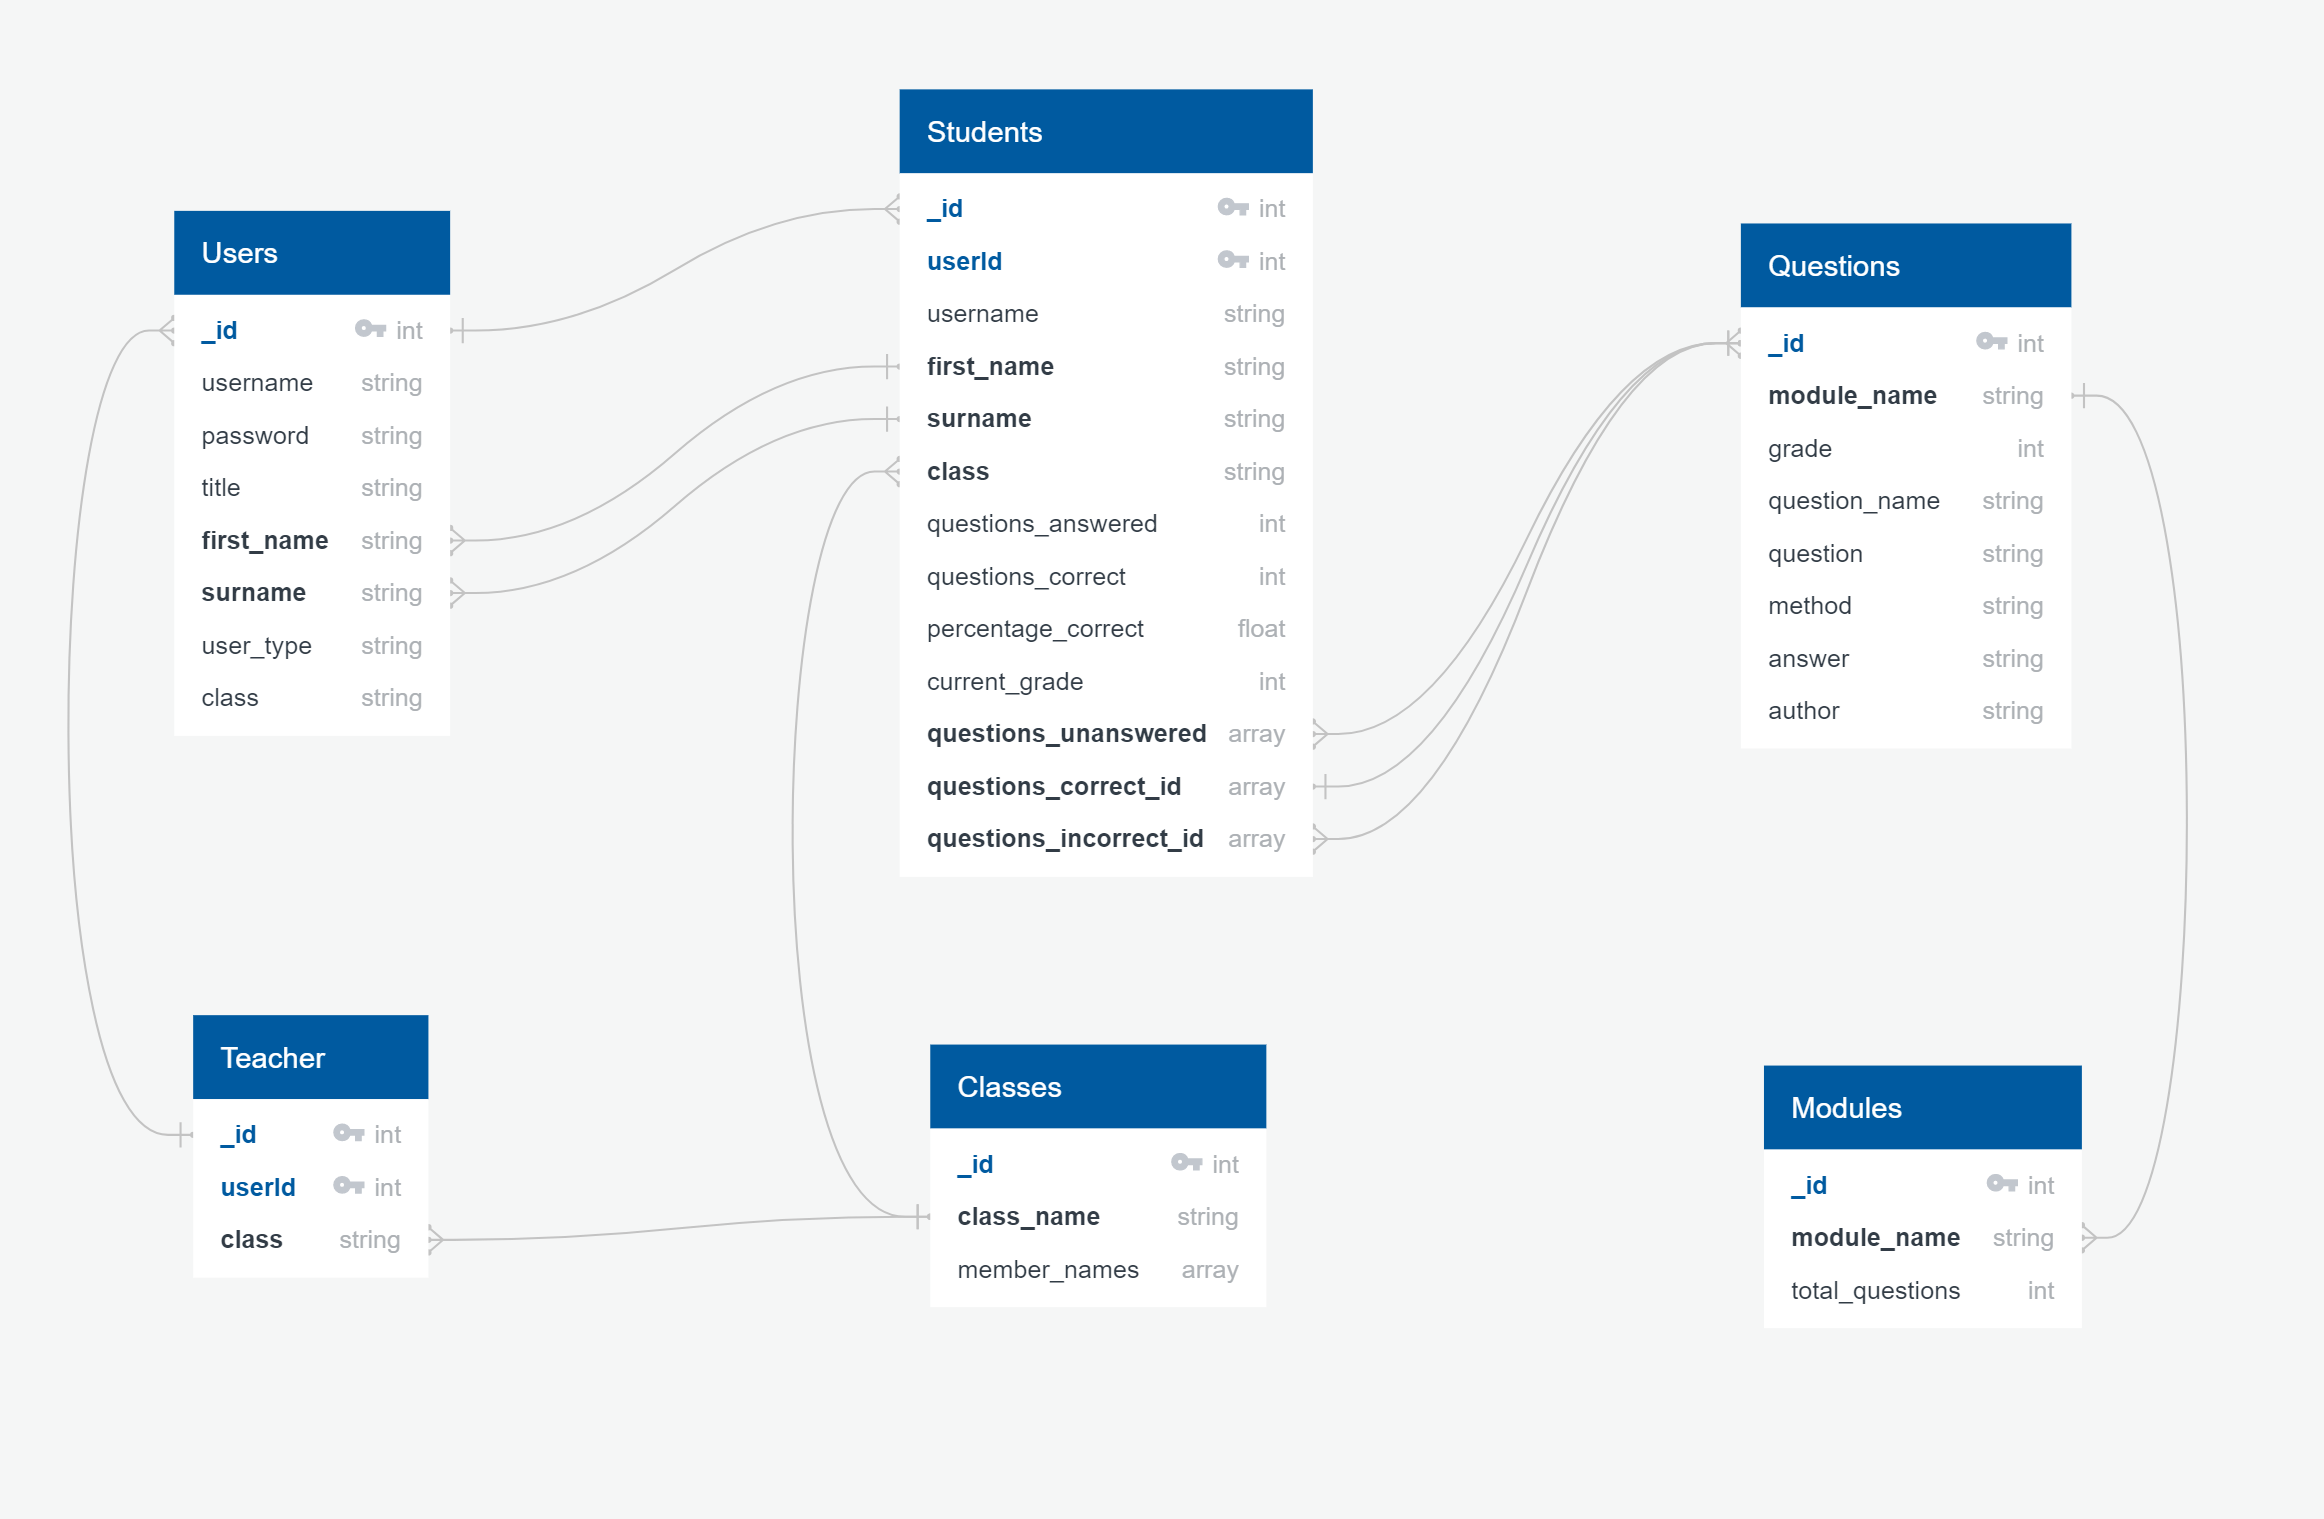 Users
_id int
username string
password string
title string
first_name string
surname string
user_type string
class string
Students
_id int
userId int
username string
first_name string
surname string
class string
questions_answered int
questions_correct int
percentage_correct float
current_grade int
questions_unanswered array
questions_correct_id array
questions_incorrect_id array
Questions
_id int
module_name string
grade int
question_name string
question string
method string
answer string
author string
Teacher
_id int
userId int
class string
Classes
_id int
class_name string
member_names array
Modules
_id int
module_name string
total_questions int